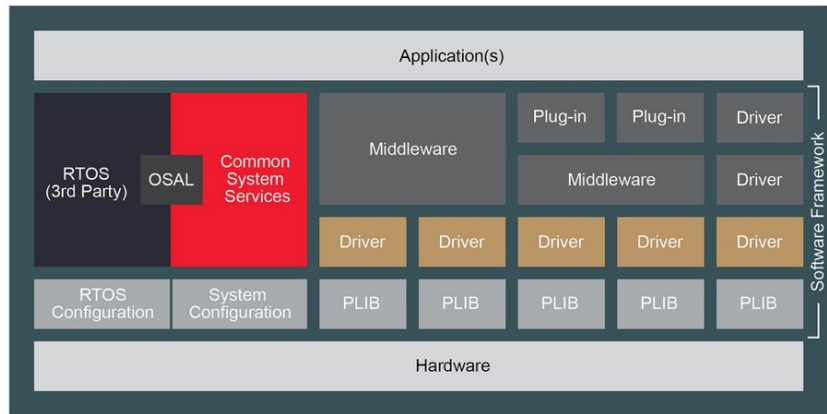 Application(s)
RTOS
(3rd Party)
OSAL
Common
System
Services
Middleware
Plug-in
Plug-in
Driver
Middleware
Driver
Driver
Driver
Driver
Driver
Driver
RTOS
Configuration
System
Configuration
PLIB
PLIB
PLIB
PLIB
PLIB
Hardware
Software Framework